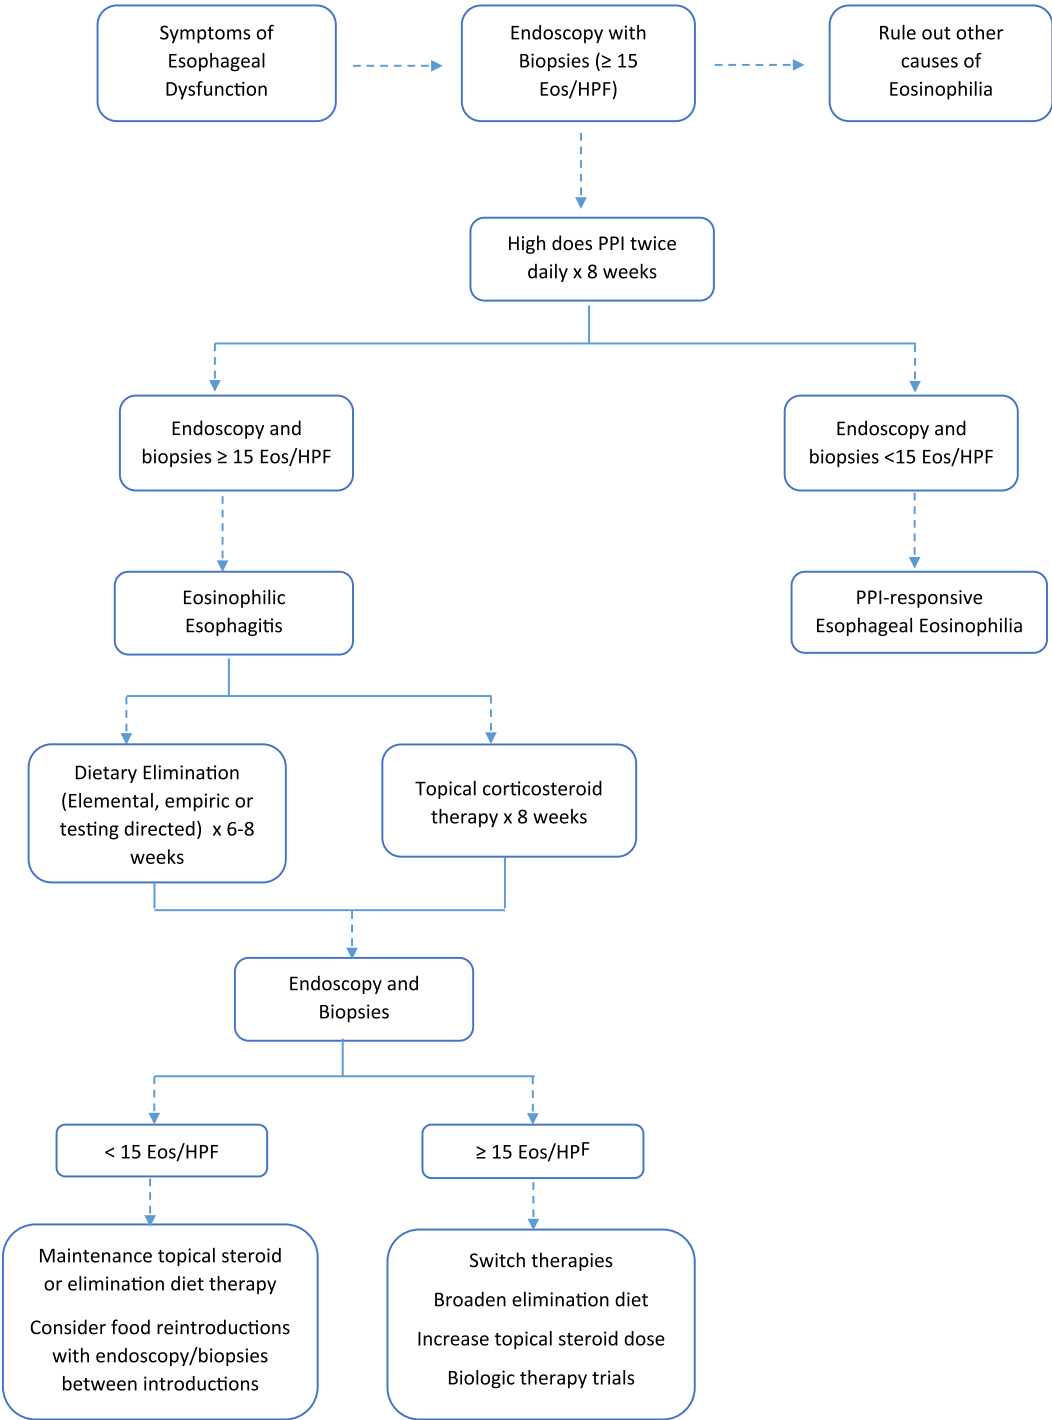 Symptoms of
Esophageal
Dysfunction
Endoscopy with
Biopsies (≥ 15
Eos/HPF)
Rule out other
causes of
Eosinophilia
High does PPI twice
daily x 8 weeks
Endoscopy and
biopsies ≥ 15 Eos/HPF
Endoscopy and
biopsies <15 Eos/HPF
Eosinophilic
Esophagitis
PPI-responsive
Esophageal Eosinophilia
Dietary Elimination
(Elemental, empiric or
testing directed) x 6-8
weeks
Topical corticosteroid
therapy x 8 weeks
Endoscopy and
Biopsies
< 15 Eos/HPF
≥ 15 Eos/HPF
Maintenance topical steroid
or elimination diet therapy
Consider food reintroductions
with endoscopy/biopsies
between introductions
Switch therapies
Broaden elimination diet
Increase topical steroid dose
Biologic therapy trials